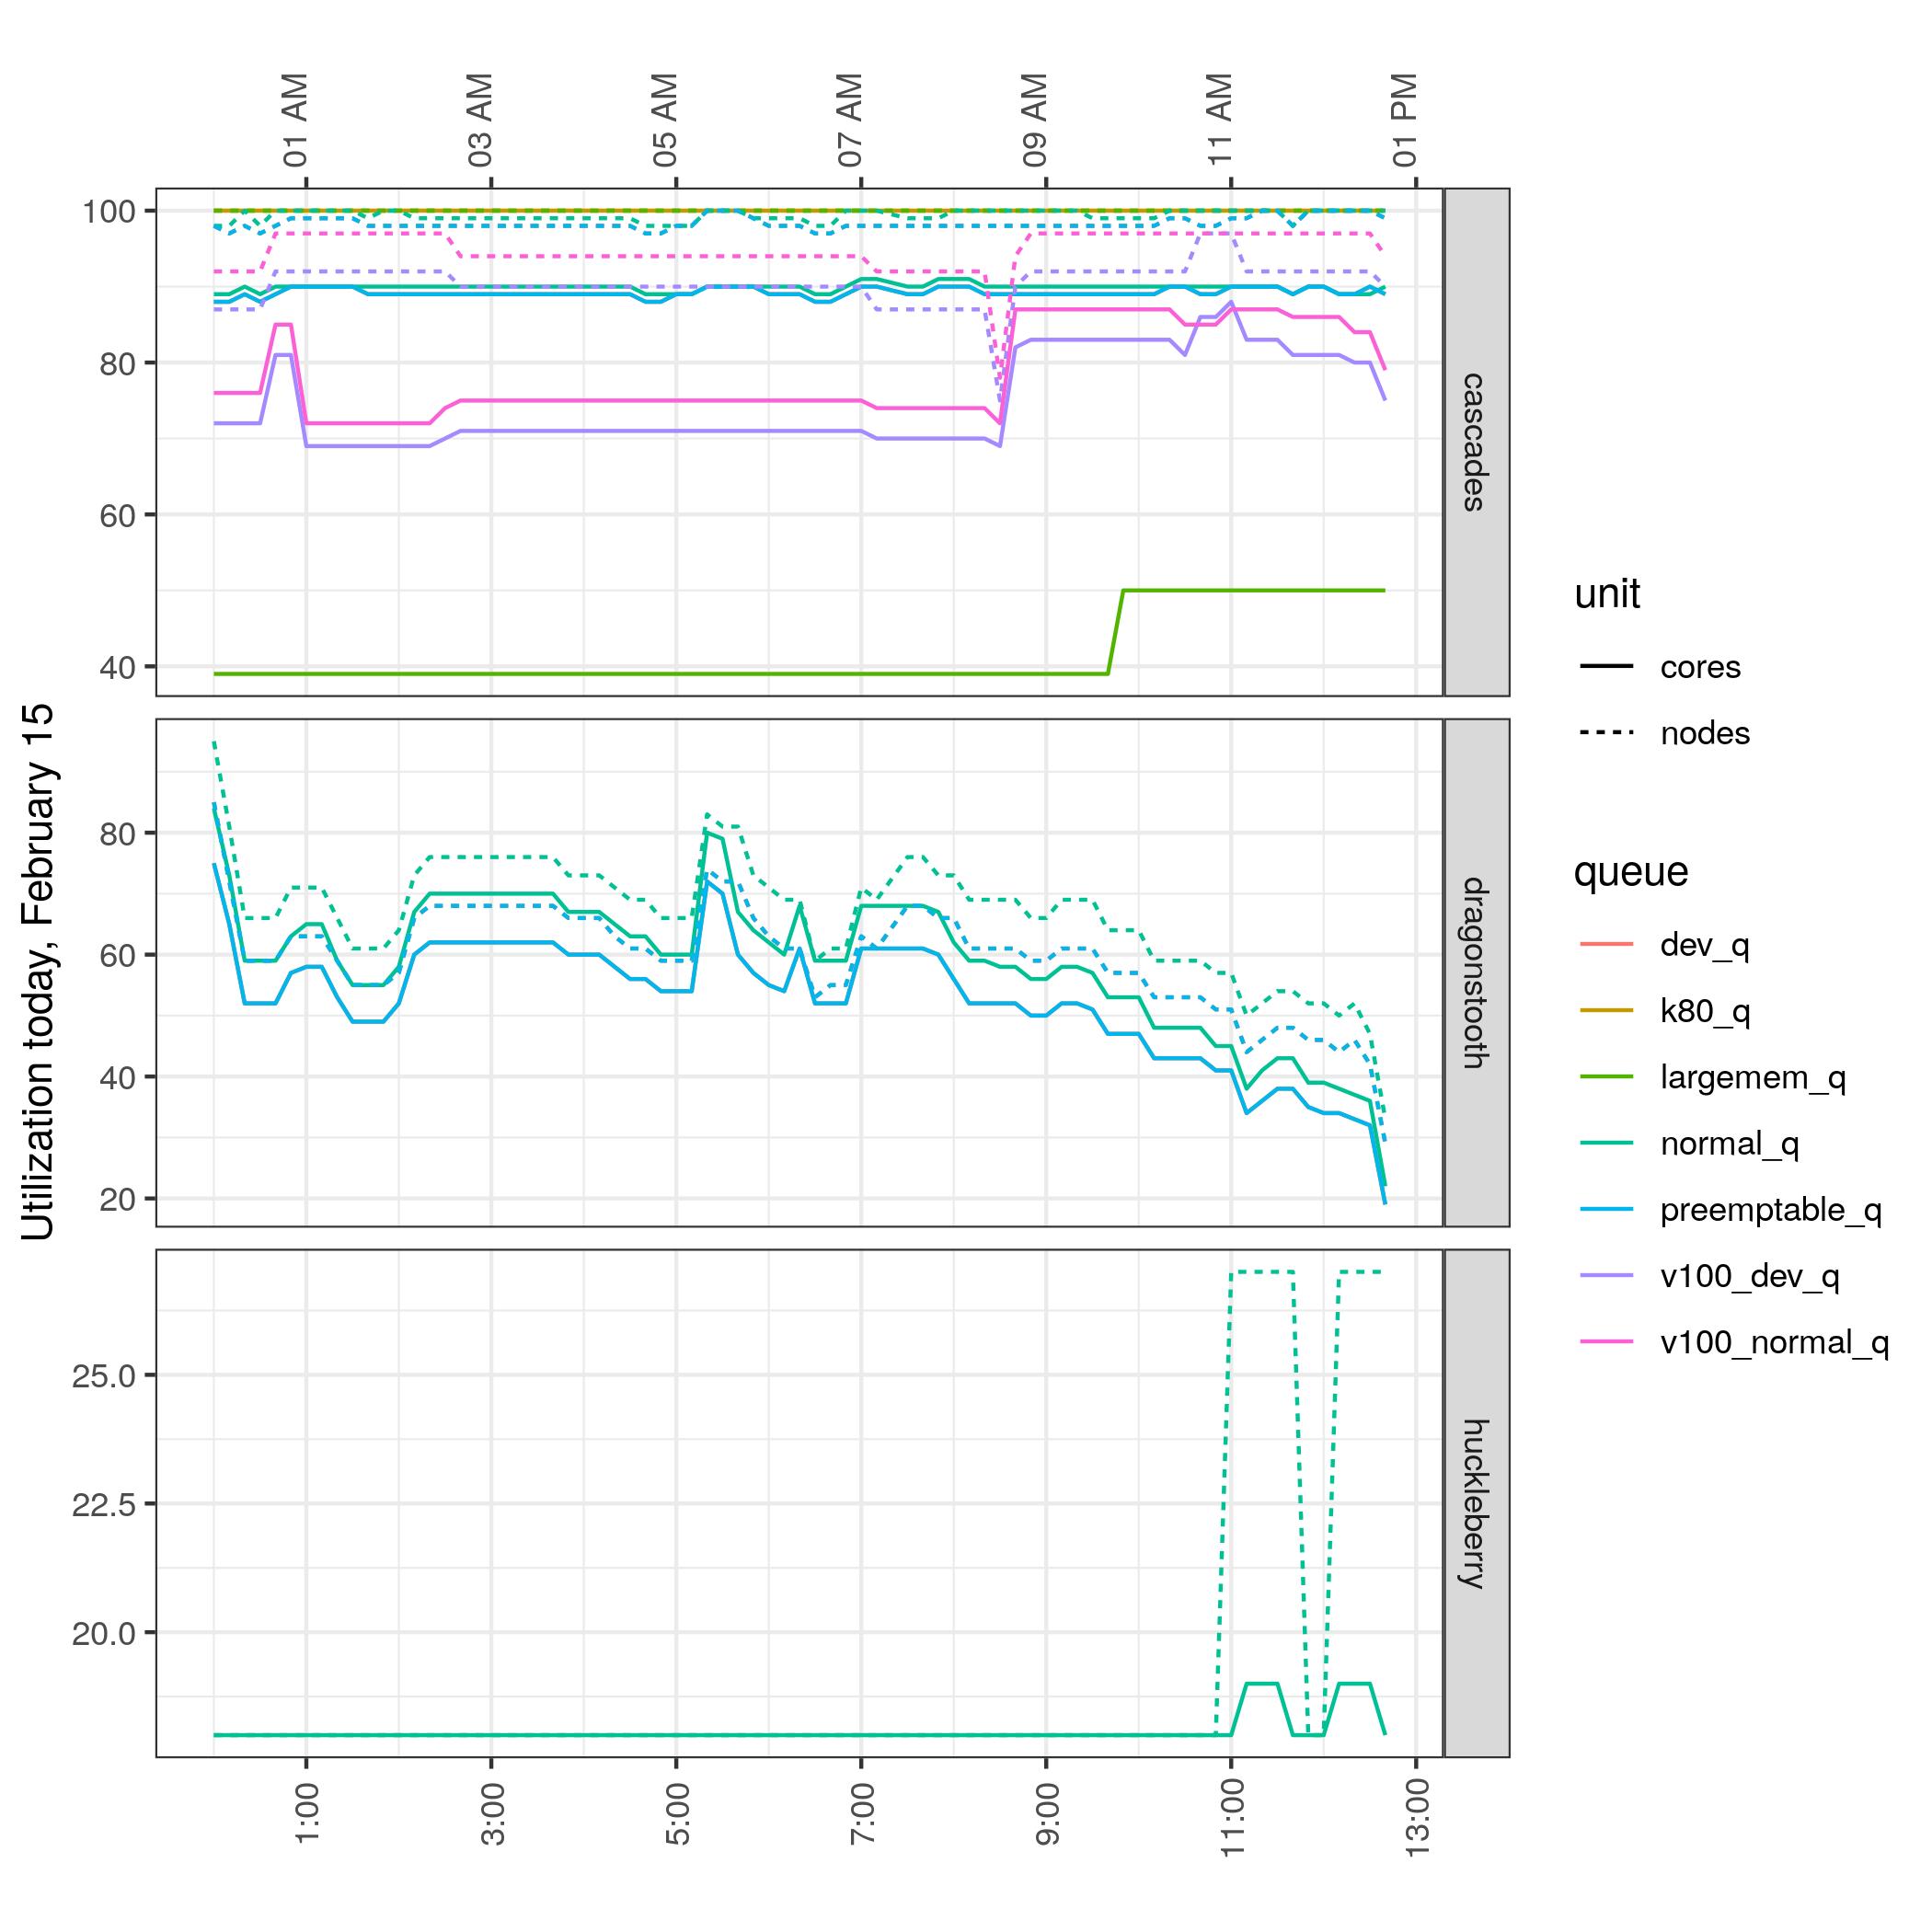 01 AM
03 AM
05 AM
07 AM
09 AM
11 AM
01 PM
Utilization today, February 15
100
80
60
40
cascades
80
60
40
20
dragonstooth
25.0
22.5
20.0
huckleberry
1:00
3:00
5:00
7:00
9:00
11:00
13:00
unit
cores
nodes
queue
dev_q
k80_q
largemem_q
normal_q
preemptable_q
v100_dev_q
v100_normal_q